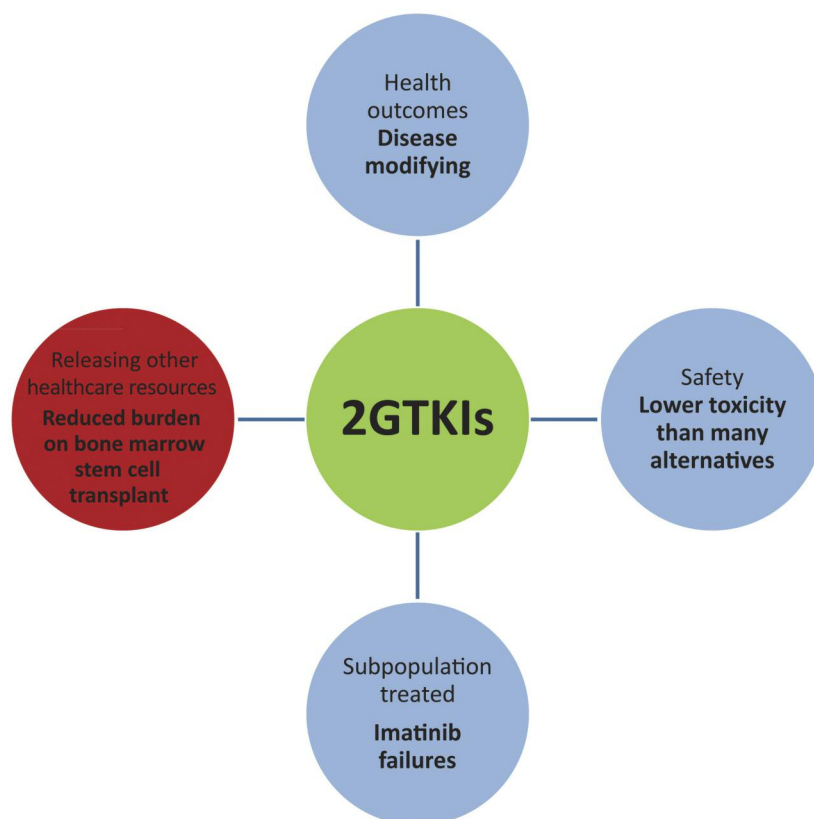 Health
outcomes
Disease
modifying
Releasing other
healthcare resources
Reduced burden
on bone marrow
stem cell
transplant
2GTKIs
Safety
Lower toxicity
than many
alternatives
Subpopulation
treated
Imatinib
failures